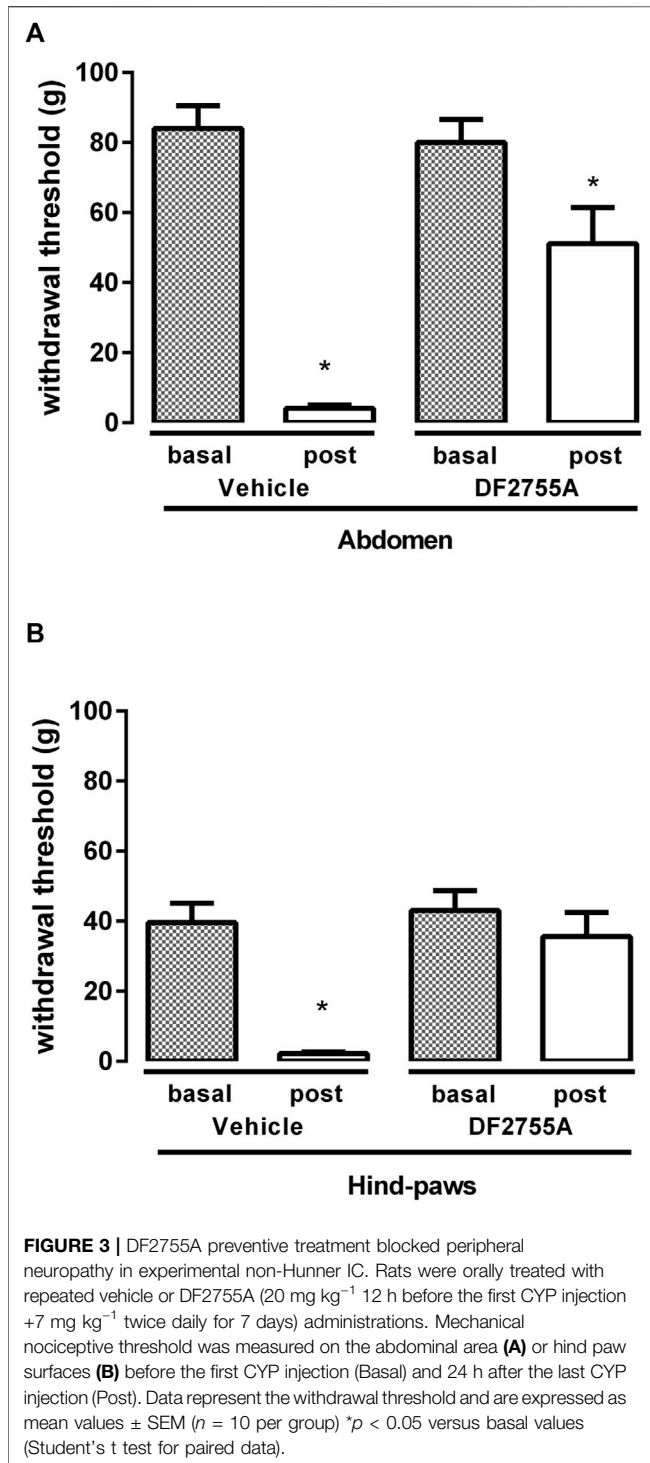 A
withdrawal threshold (g)
100
80
60
40
20
0
*
*
basal
post
basal
post
Vehicle
DF2755A
Abdomen
B
withdrawal threshold (g)
100
80
60
40
20
0
*
basal
post
basal
post
Vehicle
DF2755A
Hind-paws
FIGURE 3 | DF2755A preventive treatment blocked peripheral
neuropathy in experimental non-Hunner IC. Rats were orally treated with
repeated vehicle or DF2755A (20 mg kg⁻¹ 12 h before the first CYP injection
+7 mg kg⁻¹ twice daily for 7 days) administrations. Mechanical
nociceptive threshold was measured on the abdominal area (A) or hind paw
surfaces (B) before the first CYP injection (Basal) and 24 h after the last CYP
injection (Post). Data represent the withdrawal threshold and are expressed as
mean values ± SEM (n = 10 per group) *p < 0.05 versus basal values
(Student's t test for paired data).